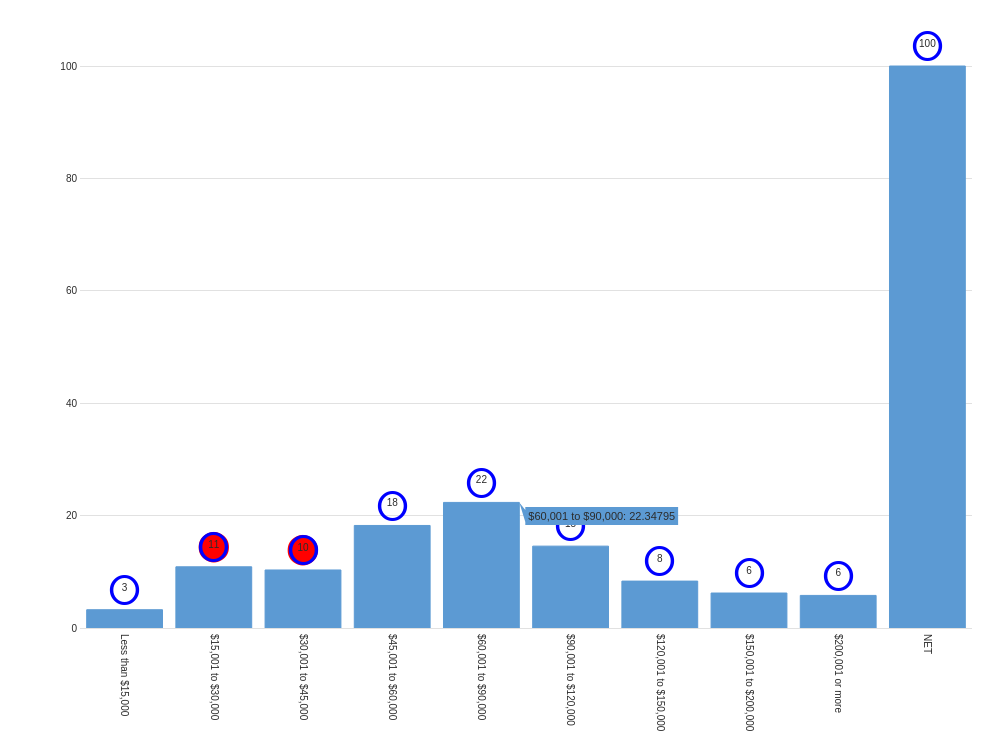 100
100
80
60
40
22
18
20
$60,001 to $90,000: 22.34795
11
10
8
6
6
3
0
Less than $15,000
$15,001 to $30,000
$30,001 to $45,000
$45,001 to $60,000
$60,001 to $90,000
$90,001 to $120,000
$120,001 to $150,000
$150,001 to $200,000
$200,001 or more
NET